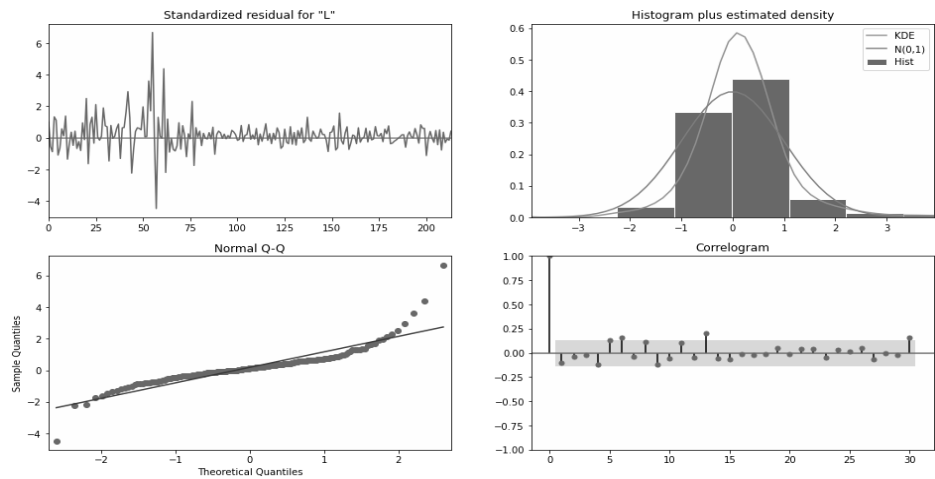 Standardized residual for "L"
6
4
2
0
−2
−4
0 25 50 75 100 125 150 175 200
Histogram plus estimated density
KDE
N(0,1)
Hist
0.6
0.5
0.4
0.3
0.2
0.1
0.0
−3 −2 −1 0 1 2 3
Normal Q-Q
Sample Quantiles
6
4
2
0
−2
−4
−2 −1 0 1 2
Theoretical Quantiles
Correlogram
1.00
0.75
0.50
0.25
0.00
−0.25
−0.50
−0.75
−1.00
0 5 10 15 20 25 30